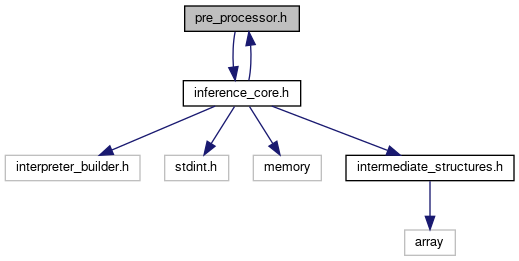 pre_processor.h
inference_core.h
interpreter_builder.h
stdint.h
memory
intermediate_structures.h
array